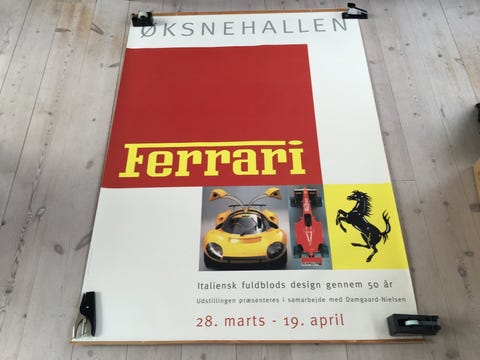 ØKSNEHALLEN
Ferrari
Italiensk fuldblods design gennem 50 år
Udstillingen præsenteres i samarbejde med Damgaard-Nielsen
28. marts - 19. april